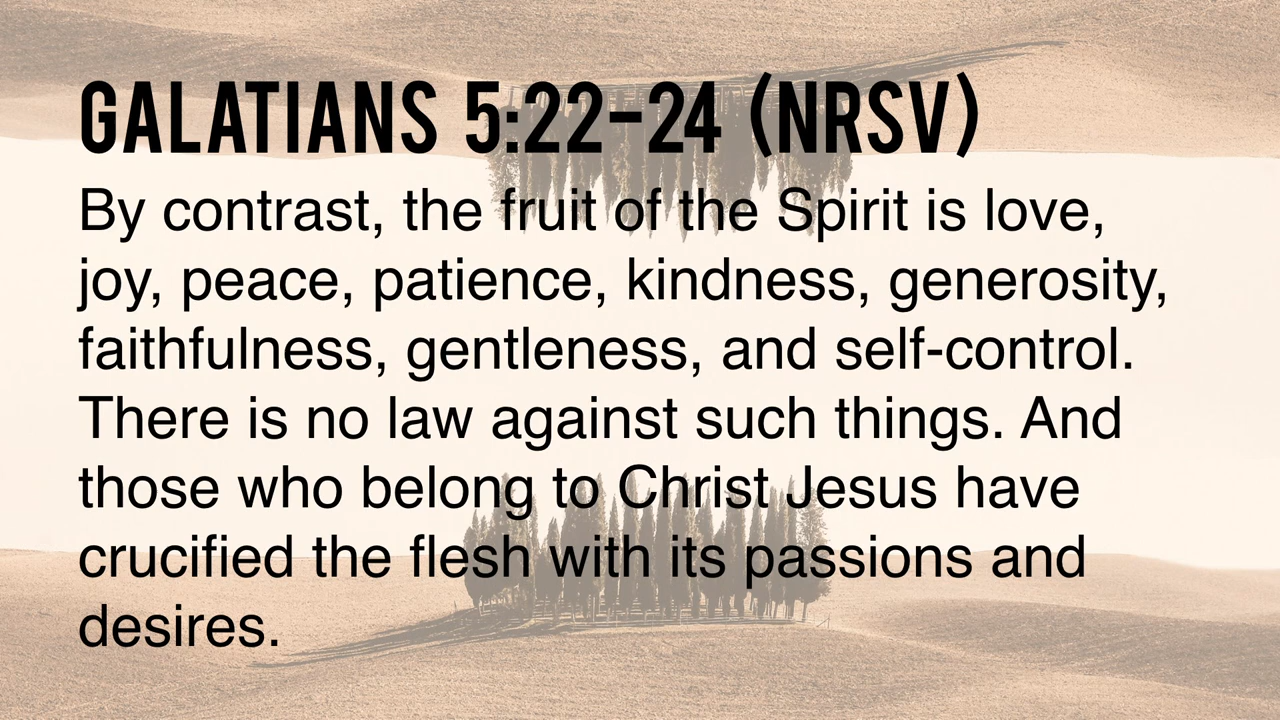 GALATIANS 5:22-24 (NRSV)
By contrast, the fruit of the Spirit is love,
joy, peace, patience, kindness, generosity,
faithfulness, gentleness, and self-control.
There is no law against such things. And
those who belong to Christ Jesus have
crucified the flesh with its passions and
desires.